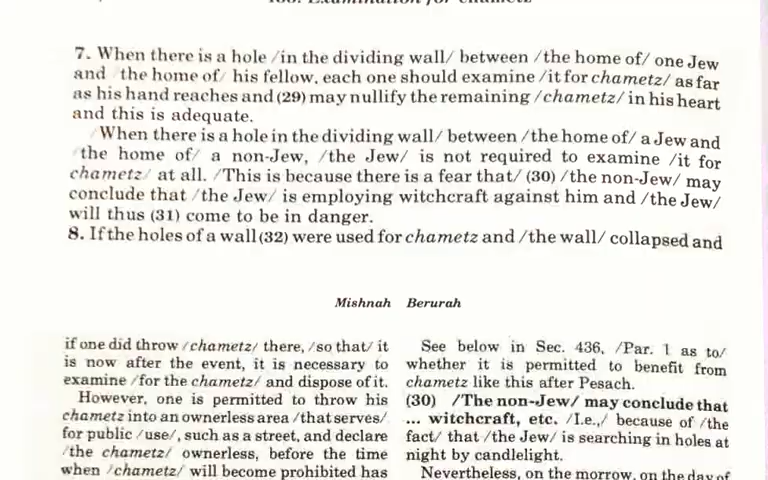 7. When there is a hole /in the dividing wall/ between /the home of/ one Jew
and /the home of/ his fellow, each one should examine /it for chametz/ as far
as his hand reaches and (29) may nullify the remaining /chametz/ in his heart
and this is adequate.
/When there is a hole in the dividing wall/ between /the home of/ a Jew and
/the home of/ a non-Jew, /the Jew/ is not required to examine /it for
chametz/ at all. /This is because there is a fear that/ (30) /the non-Jew/ may
conclude that /the Jew/ is employing witchcraft against him and /the Jew/
will thus (31) come to be in danger.
8. If the holes of a wall (32) were used for chametz and /the wall/ collapsed and
Mishnah Berurah
if one did throw /chametz/ there, /so that/ it
is now after the event, it is necessary to
examine /for the chametz/ and dispose of it.
However, one is permitted to throw his
chametz into an ownerless area /that serves/
for public /use/, such as a street, and declare
/the chametz/ ownerless, before the time
when /chametz/ will become prohibited has
See below in Sec. 436, /Par. 1 as to/
whether it is permitted to benefit from
chametz like this after Pesach.
(30) /The non-Jew/ may conclude that
... witchcraft, etc. /I.e.,/ because of /the
fact/ that /the Jew/ is searching in holes at
night by candlelight.
Nevertheless, on the morrow, on the day of